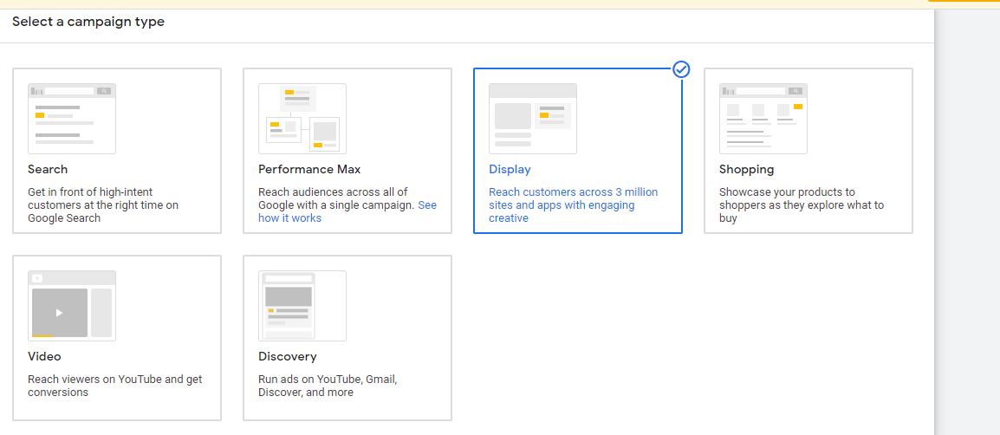 Select a campaign type
Search
Get in front of high-intent
customers at the right time on
Google Search
Performance Max
Reach audiences across all of
Google with a single campaign. See
how it works
Display
Reach customers across 3 million
sites and apps with engaging
creative
Shopping
Showcase your products to
shoppers as they explore what to
buy
Video
Reach viewers on YouTube and get
conversions
Discovery
Run ads on YouTube, Gmail,
Discover, and more